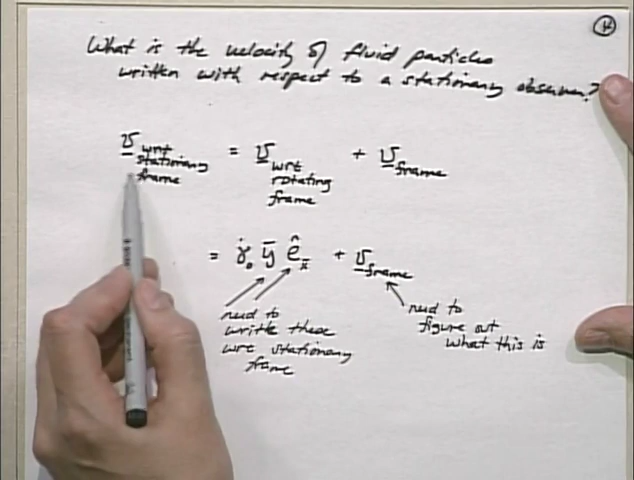 4
What is the velocity of fluid particles
written with respect to a stationary observer?
v wrt stationary frame = v wrt rotating frame + v frame
= γ̇₀ ȳ ê_x̄ + v frame
need to
write these
wrt stationary
frame
need to
figure out
what this is